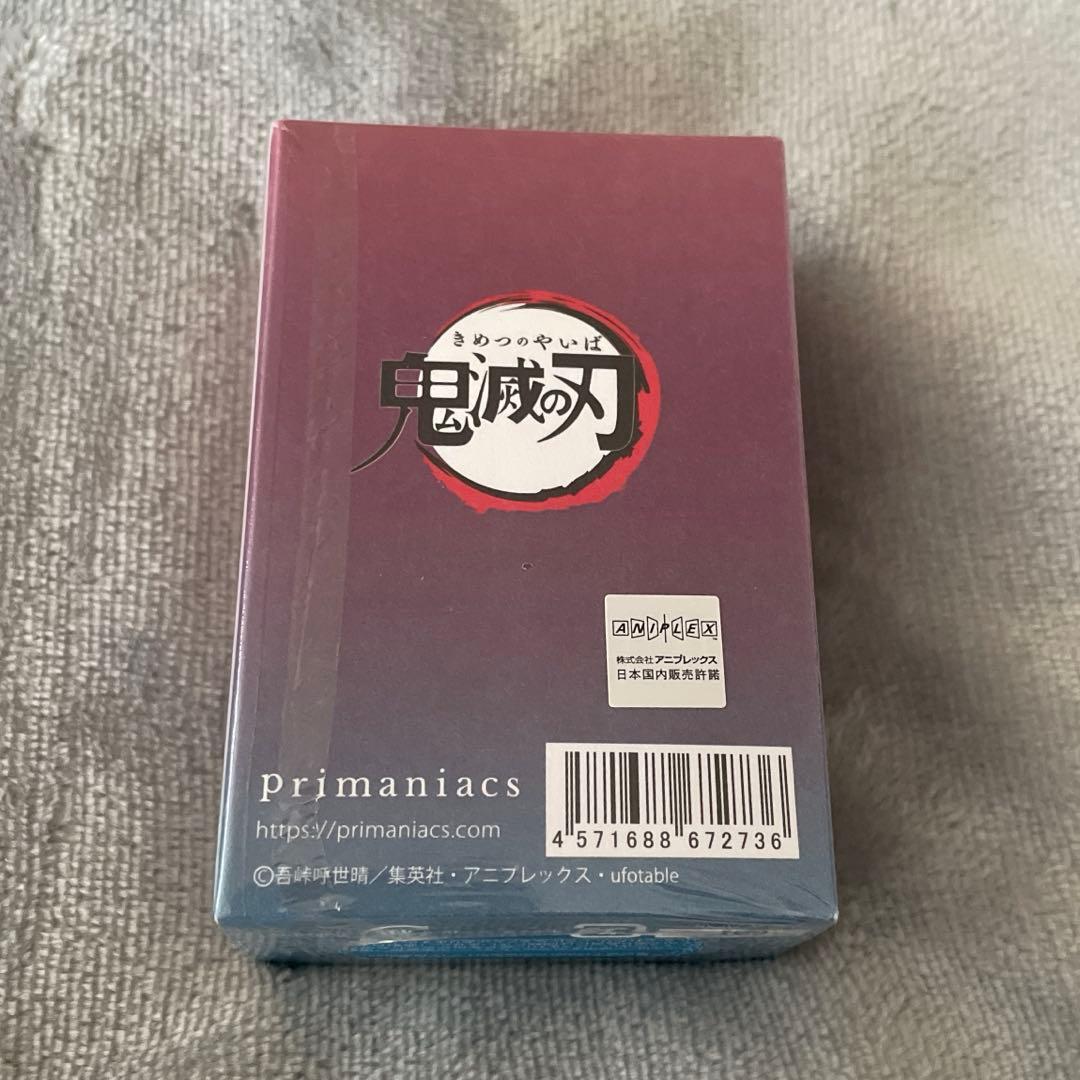 きめつのやいば
鬼滅の刃
ANIPLEX
株式会社アニプレックス
日本国内販売許諾
primaniacs
https://primaniacs.com
4 571688 672736
©吾峠呼世晴／集英社・アニプレックス・ufotable